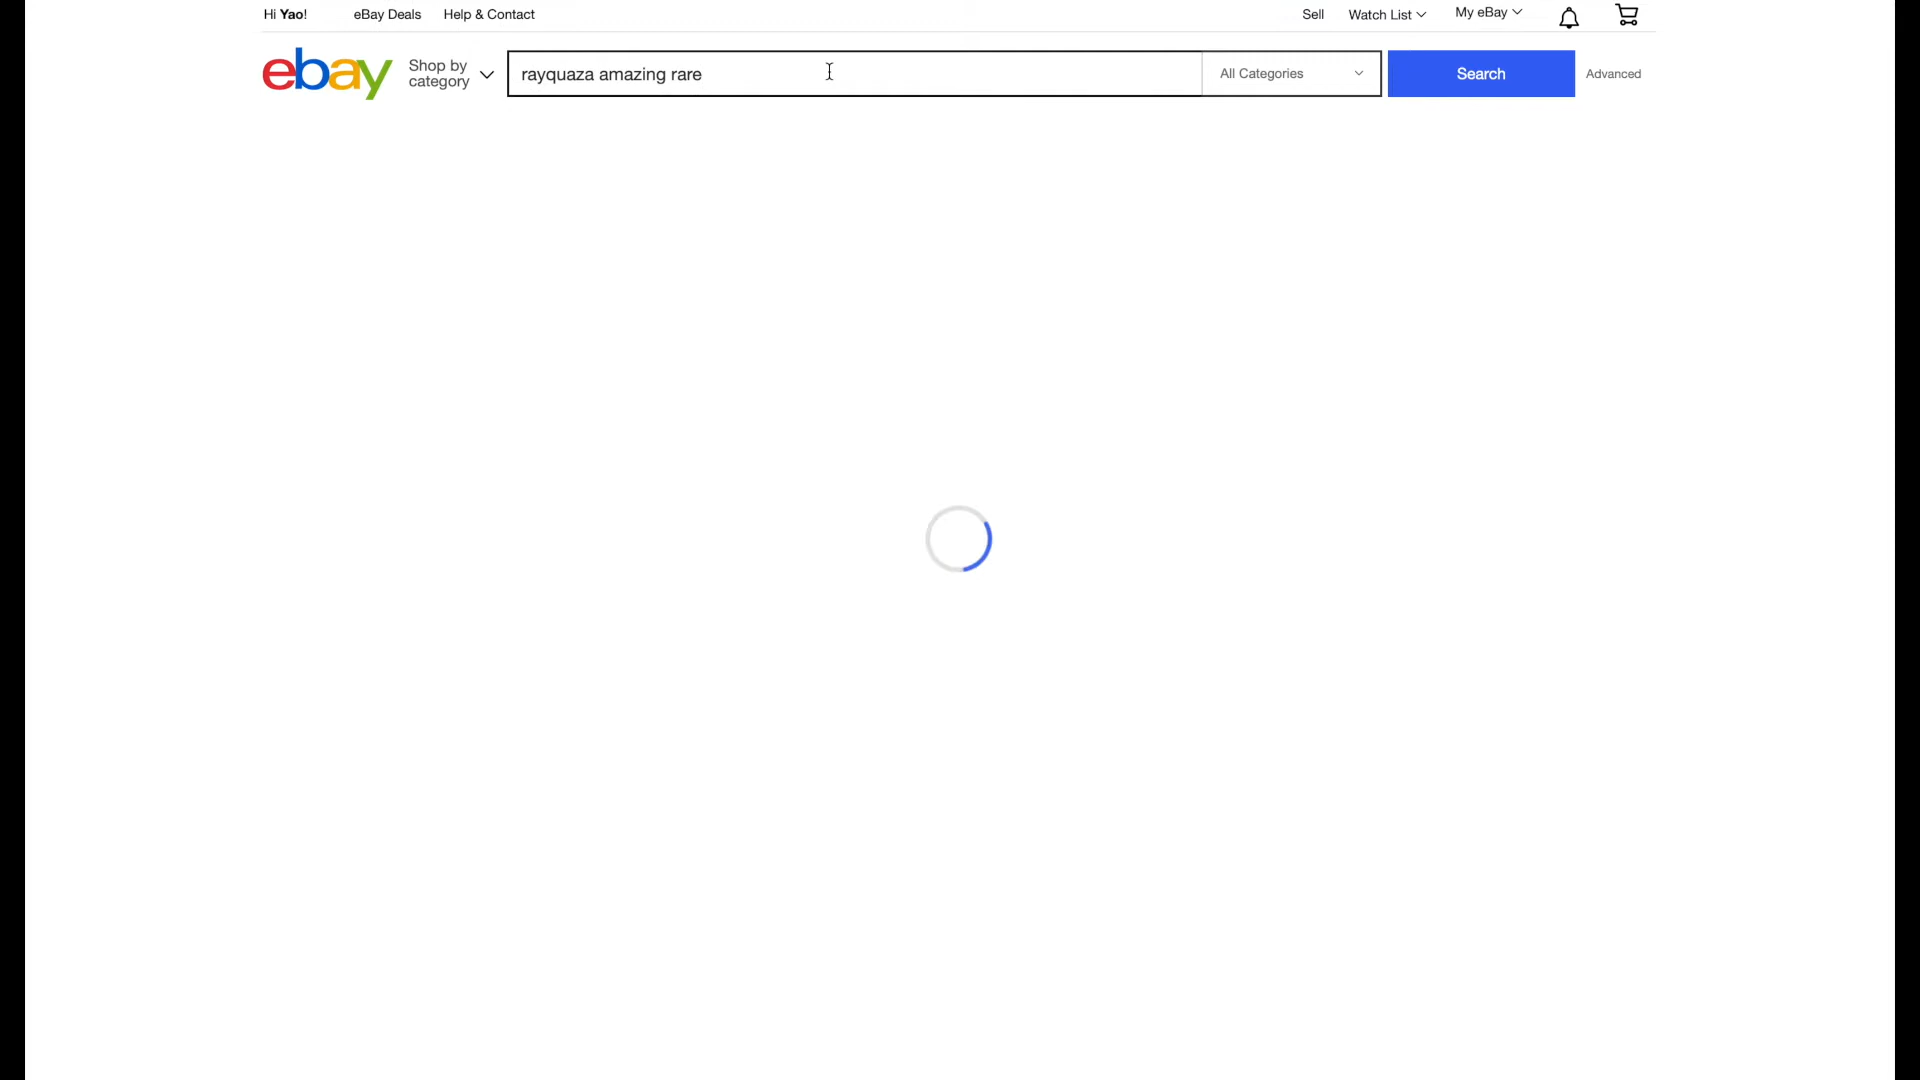 Hi Yao! eBay Deals Help & Contact Sell Watch List My eBay
ebay
Shop by
category
rayquaza amazing rare
All Categories
Search
Advanced